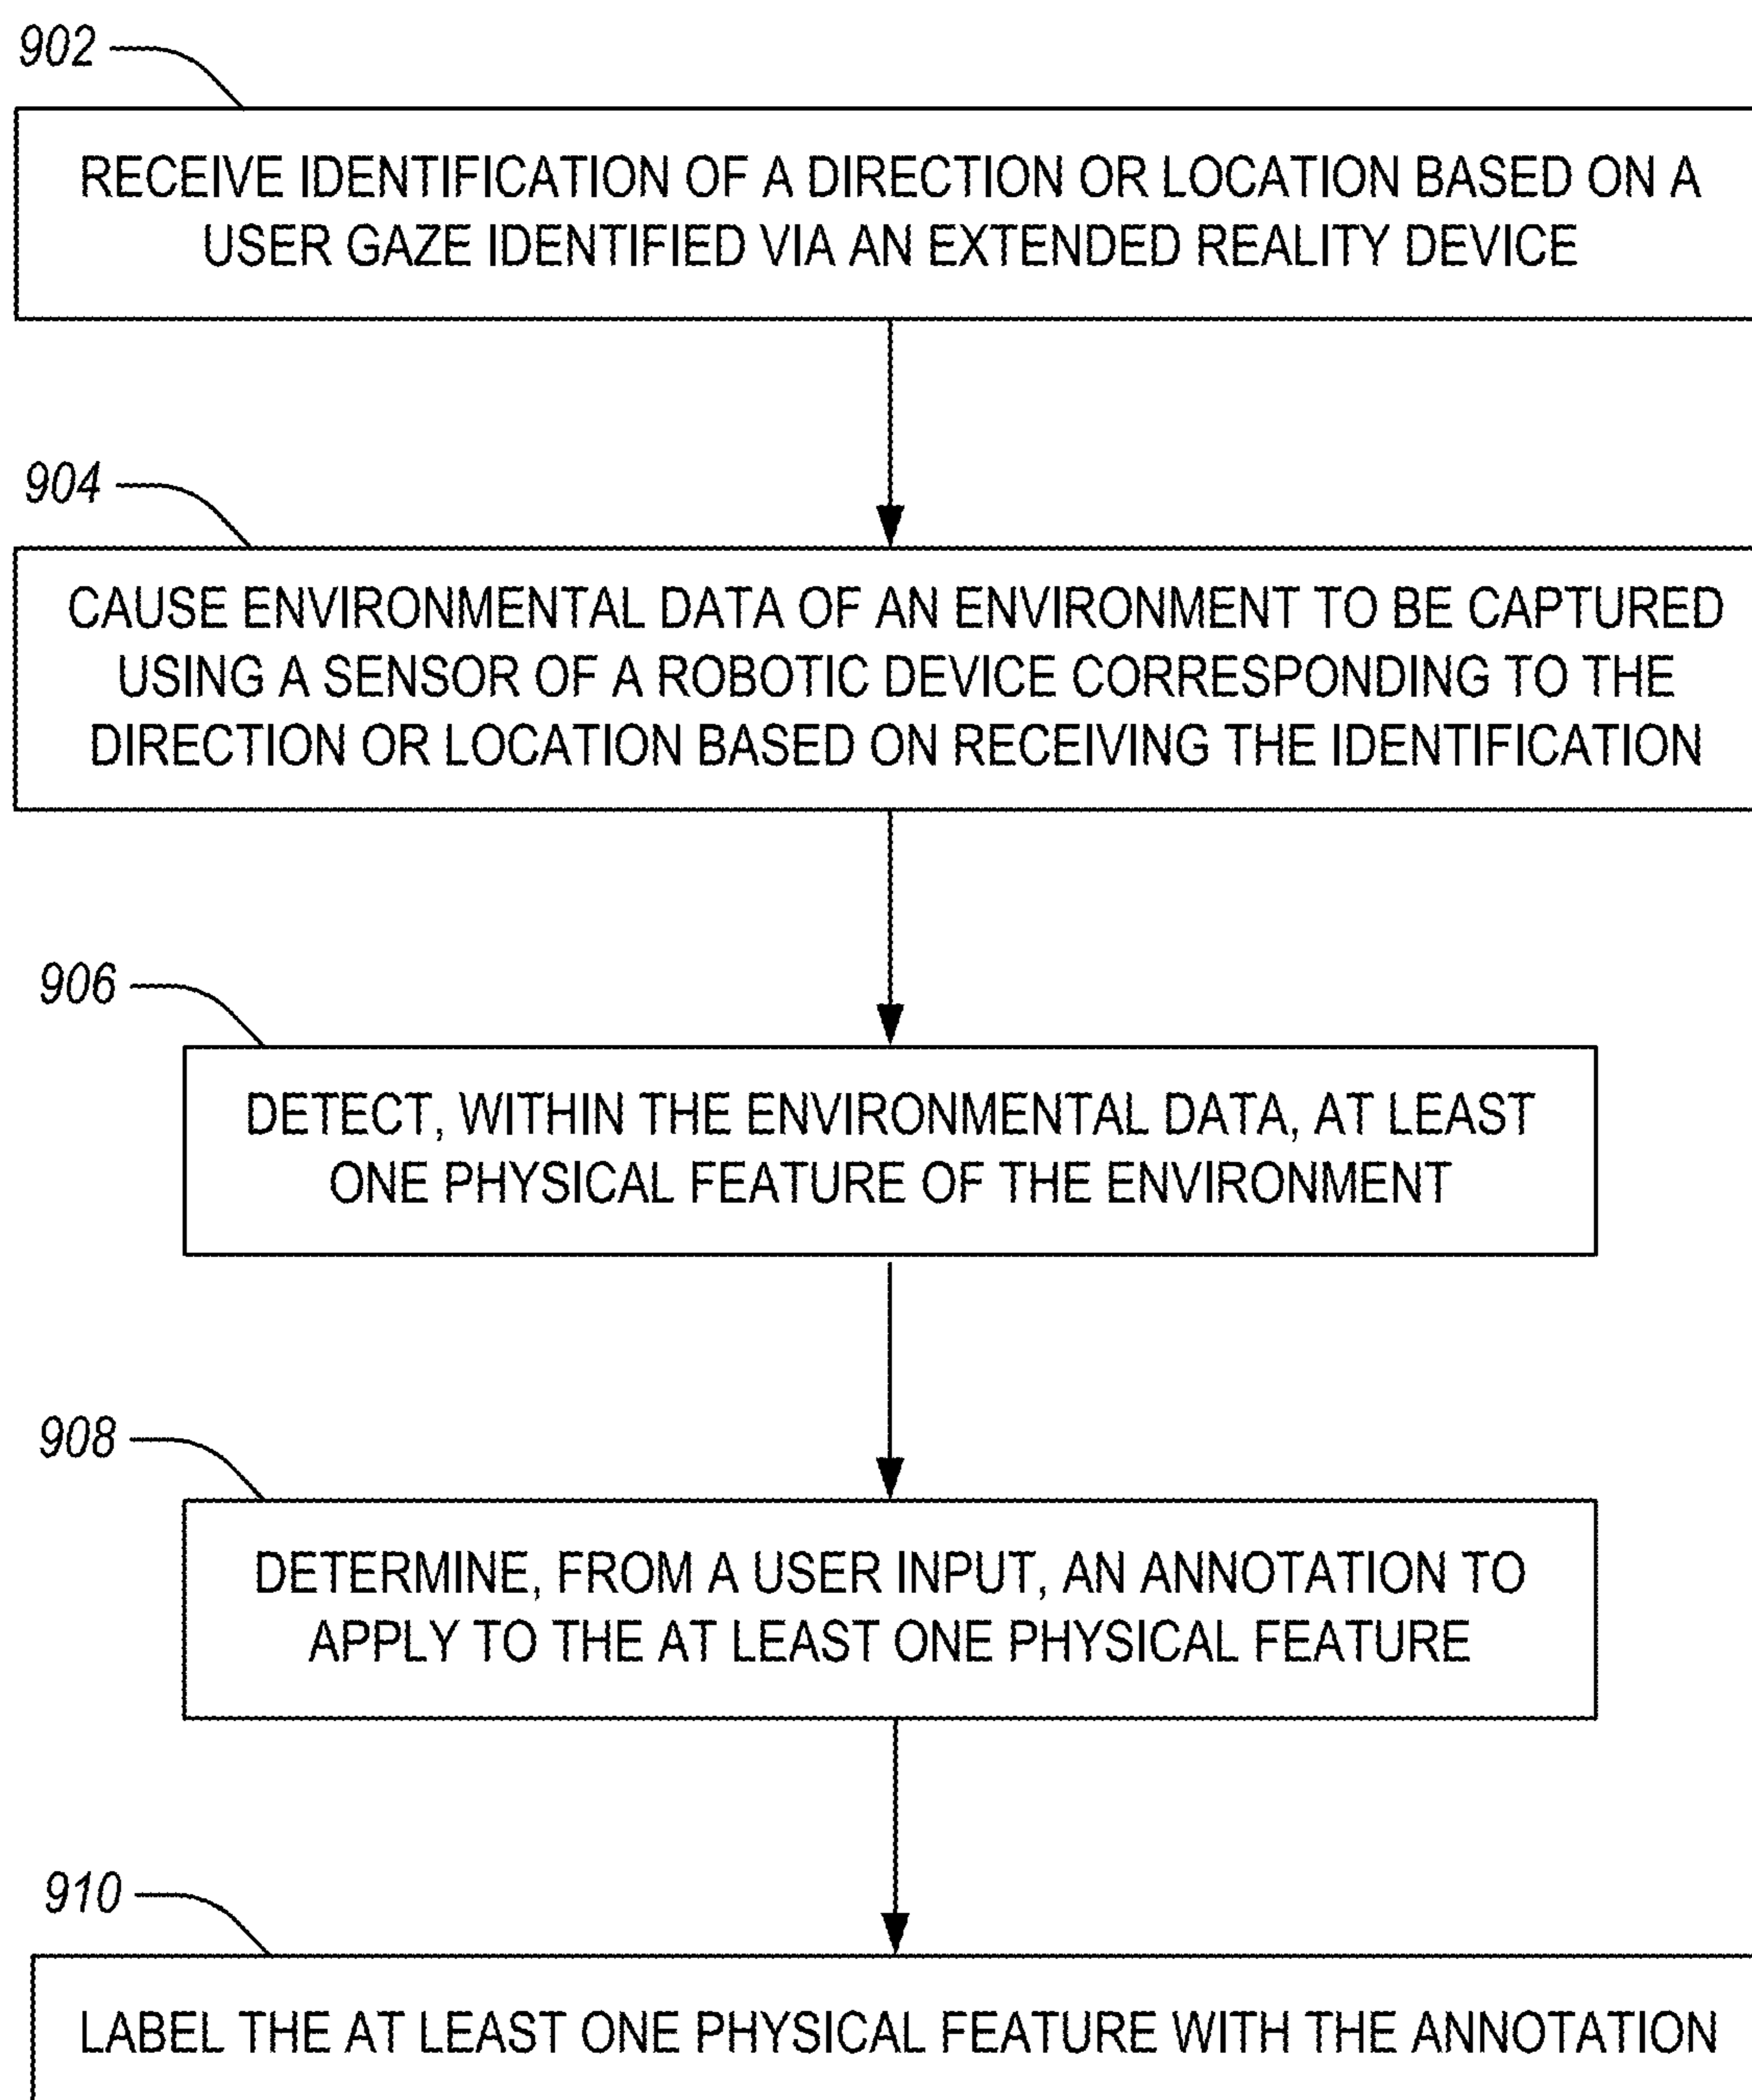 902
RECEIVE IDENTIFICATION OF A DIRECTION OR LOCATION BASED ON A
USER GAZE IDENTIFIED VIA AN EXTENDED REALITY DEVICE
904
CAUSE ENVIRONMENTAL DATA OF AN ENVIRONMENT TO BE CAPTURED
USING A SENSOR OF A ROBOTIC DEVICE CORRESPONDING TO THE
DIRECTION OR LOCATION BASED ON RECEIVING THE IDENTIFICATION
906
DETECT, WITHIN THE ENVIRONMENTAL DATA, AT LEAST
ONE PHYSICAL FEATURE OF THE ENVIRONMENT
908
DETERMINE, FROM A USER INPUT, AN ANNOTATION TO
APPLY TO THE AT LEAST ONE PHYSICAL FEATURE
910
LABEL THE AT LEAST ONE PHYSICAL FEATURE WITH THE ANNOTATION